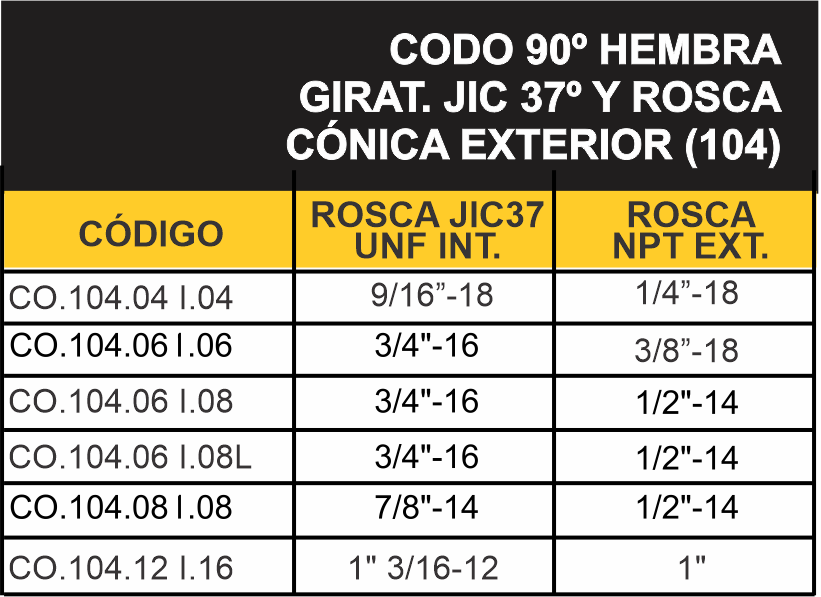 CODO 90º HEMBRA
GIRAT. JIC 37º Y ROSCA
CÓNICA EXTERIOR (104)
CÓDIGO ROSCA JIC37 UNF INT. ROSCA NPT EXT.
CO.104.04 I.04 9/16”-18 1/4”-18
CO.104.06 I.06 3/4"-16 3/8”-18
CO.104.06 I.08 3/4"-16 1/2"-14
CO.104.06 I.08L 3/4"-16 1/2"-14
CO.104.08 I.08 7/8"-14 1/2"-14
CO.104.12 I.16 1" 3/16-12 1"